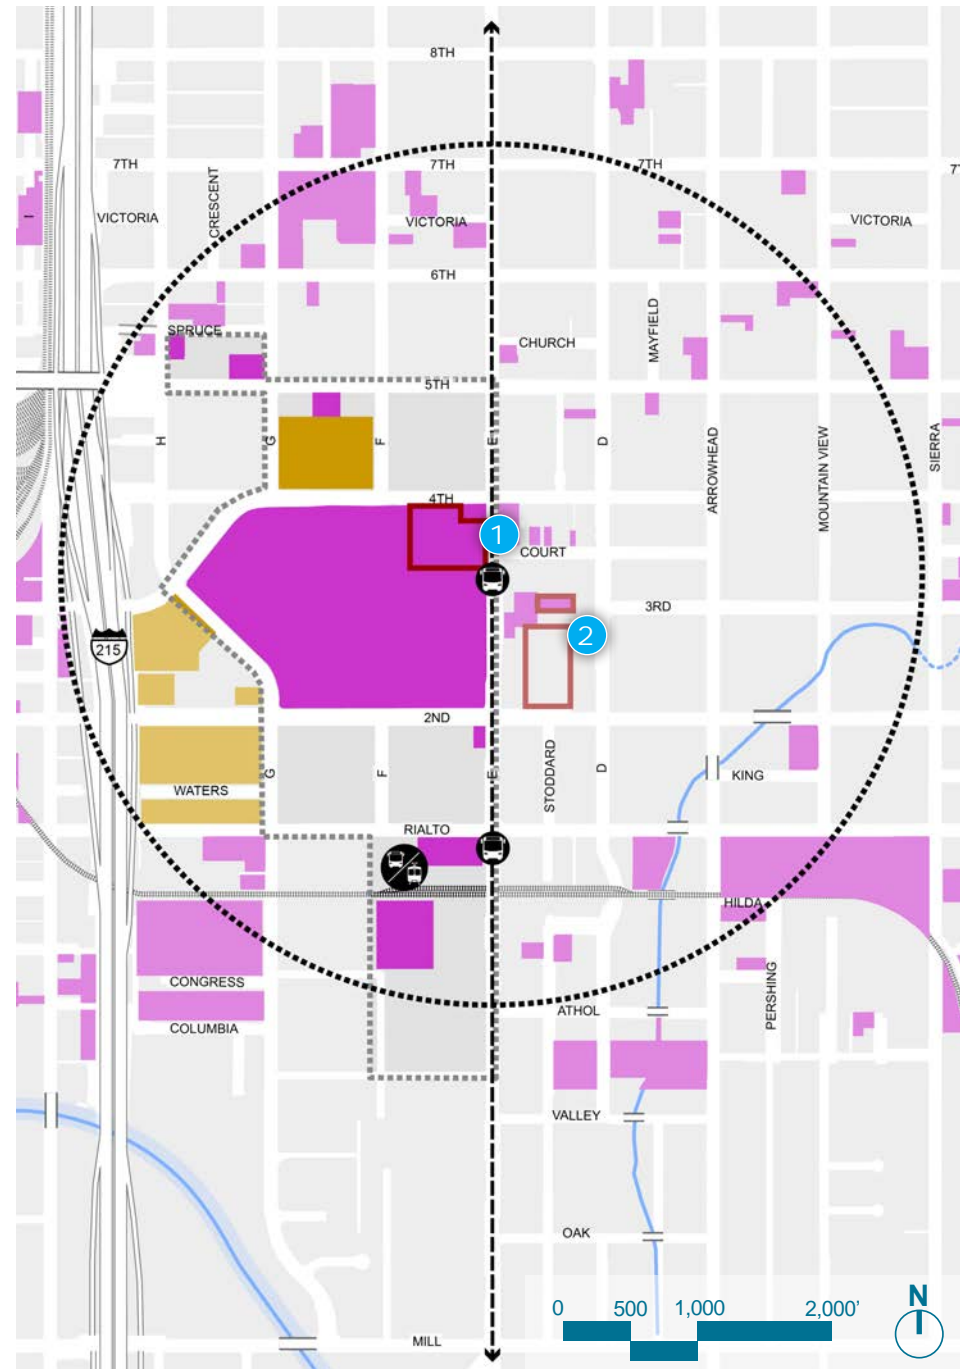 8TH
7TH
7TH
7TH
7T
I
VICTORIA
CRESCENT
VICTORIA
VICTORIA
6TH
SPRUCE
CHURCH
MAYFIELD
5TH
H
G
F
E
D
ARROWHEAD
MOUNTAIN VIEW
SIERRA
4TH
1
COURT
3RD
2
215
2ND
G
F
E
STODDARD
D
KING
WATERS
RIALTO
HILDA
CONGRESS
PERSHING
ATHOL
COLUMBIA
VALLEY
OAK
MILL
0 500 1,000 2,000'
N